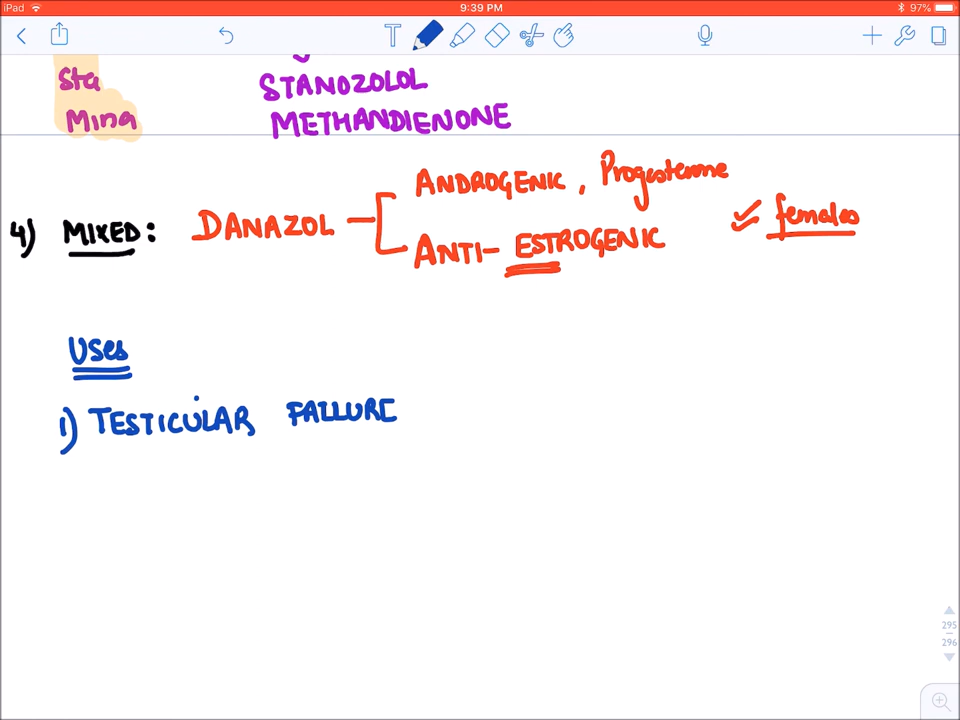 iPad 9:39 PM 97%
Sta STANOZOLOL
Mina METHANDIENONE
4) MIXED: DANAZOL ANDROGENIC, Progesterone
ANTI-ESTROGENIC ✓ females
Uses
1) TESTICULAR FAILURE
295
296